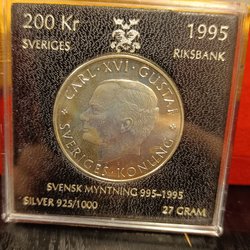 200 Kr 1995
SVERIGES RIKSBANK
CARL·XVI·GUSTAF
SVERIGES·KONUNG
SVENSK MYNTNING 995-1995
SILVER 925/1000 27 GRAM